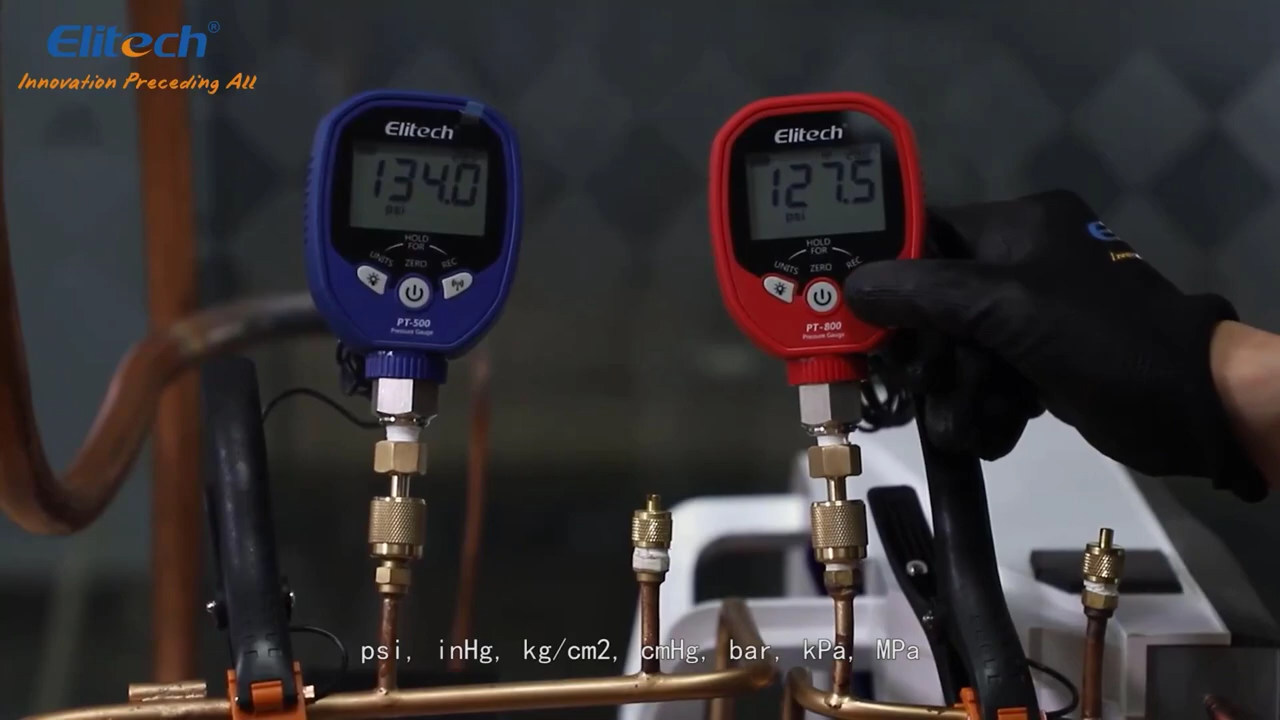 Elitech®
Innovation Preceding All
Elitech
134.0
psi
HOLD
FOR
UNITS ZERO REC
PT-500
Pressure Gauge
Elitech
127.5
psi
HOLD
FOR
UNITS ZERO REC
PT-800
Pressure Gauge
psi, inHg, kg/cm2, cmHg, bar, kPa, MPa